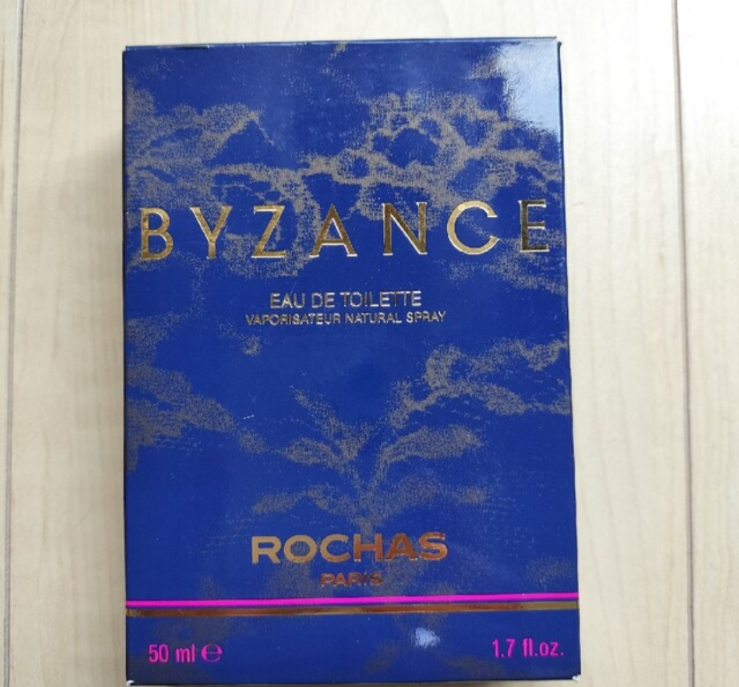 BYZANCE
EAU DE TOILETTE
VAPORISATEUR NATURAL SPRAY
ROCHAS
PARIS
50 ml ℮ 1.7 fl.oz.